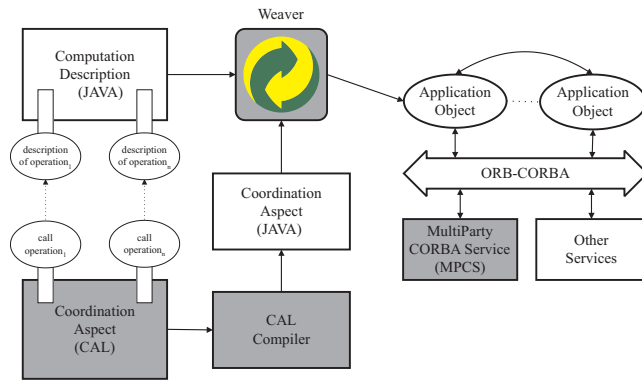 Weaver
Computation
Description
(JAVA)
Application
Object
Application
Object
description
of operation1
description
of operationn
ORB-CORBA
Coordination
Aspect
(JAVA)
MultiParty
CORBA Service
(MPCS)
Other
Services
call
operation1
call
operationn
Coordination
Aspect
(CAL)
CAL
Compiler